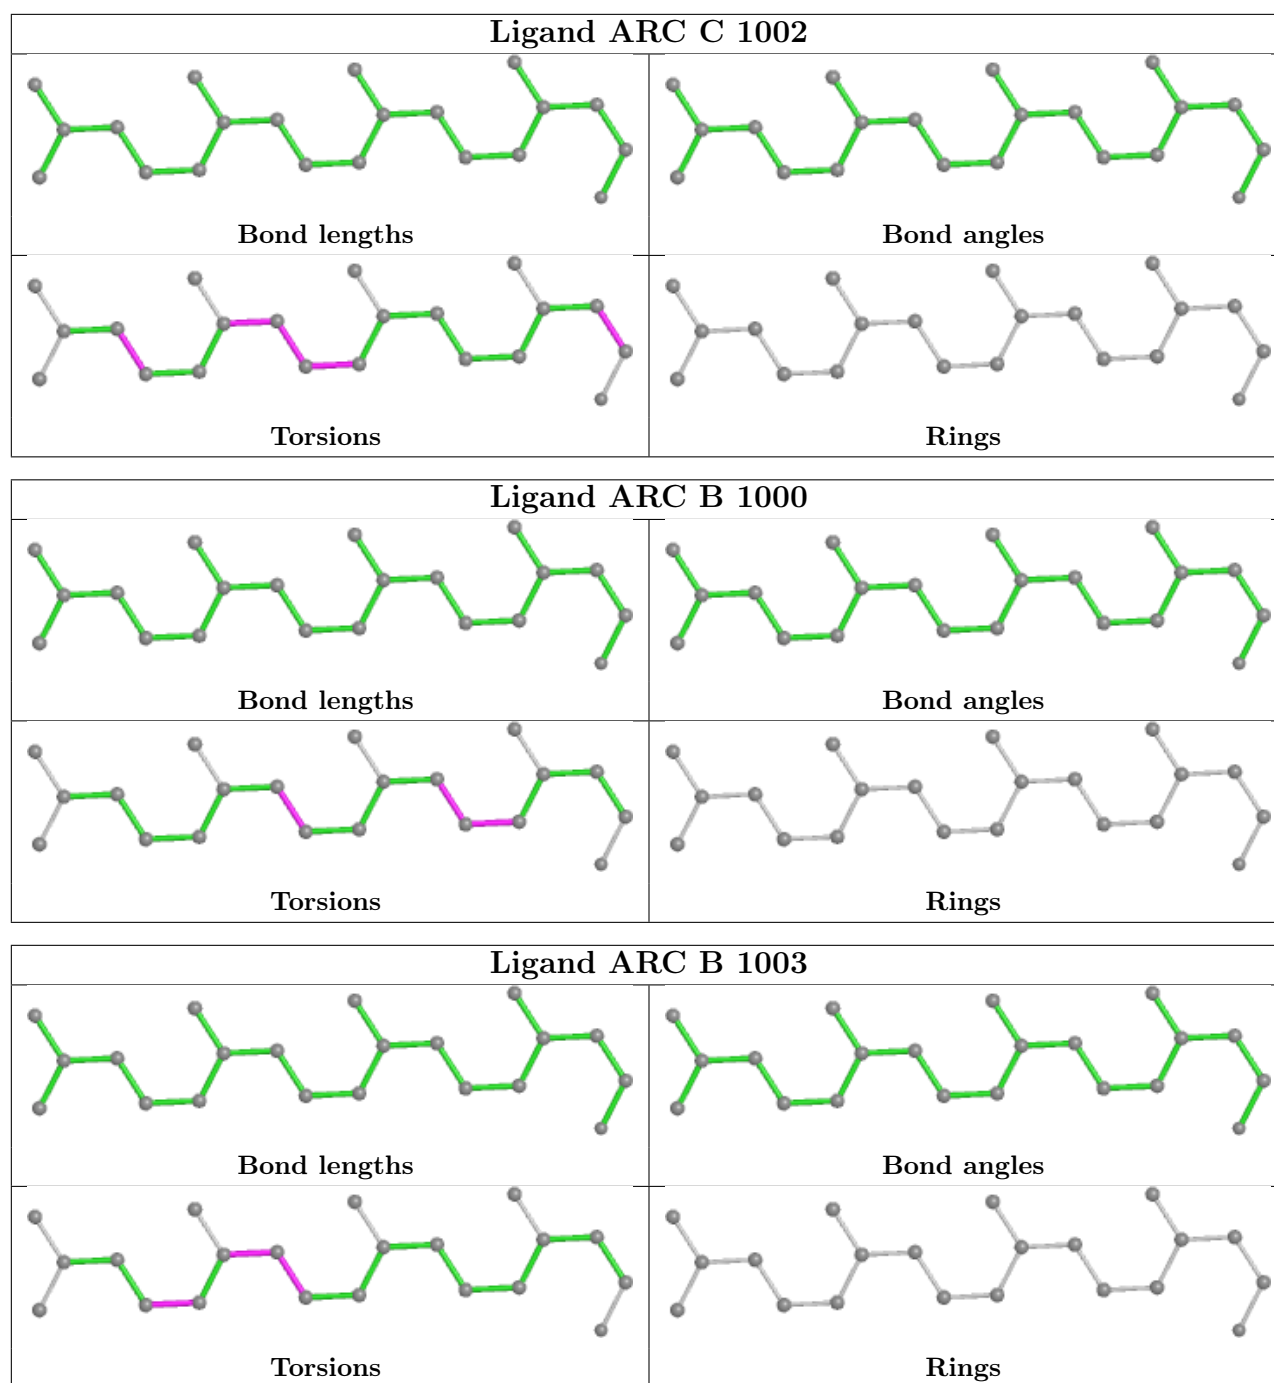 Ligand ARC C 1002
Bond lengths
Bond angles
Torsions
Rings
Ligand ARC B 1000
Bond lengths
Bond angles
Torsions
Rings
Ligand ARC B 1003
Bond lengths
Bond angles
Torsions
Rings